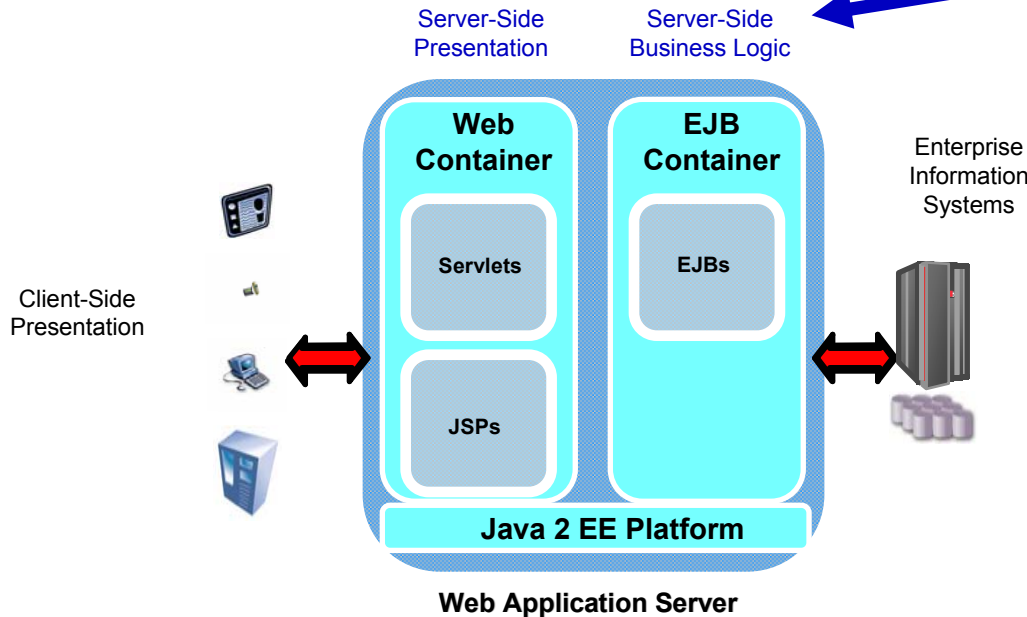 Server-Side
Presentation
Server-Side
Business Logic
Web
Container
EJB
Container
Enterprise
Information
Systems
Servlets
EJBs
Client-Side
Presentation
JSPs
Java 2 EE Platform
Web Application Server